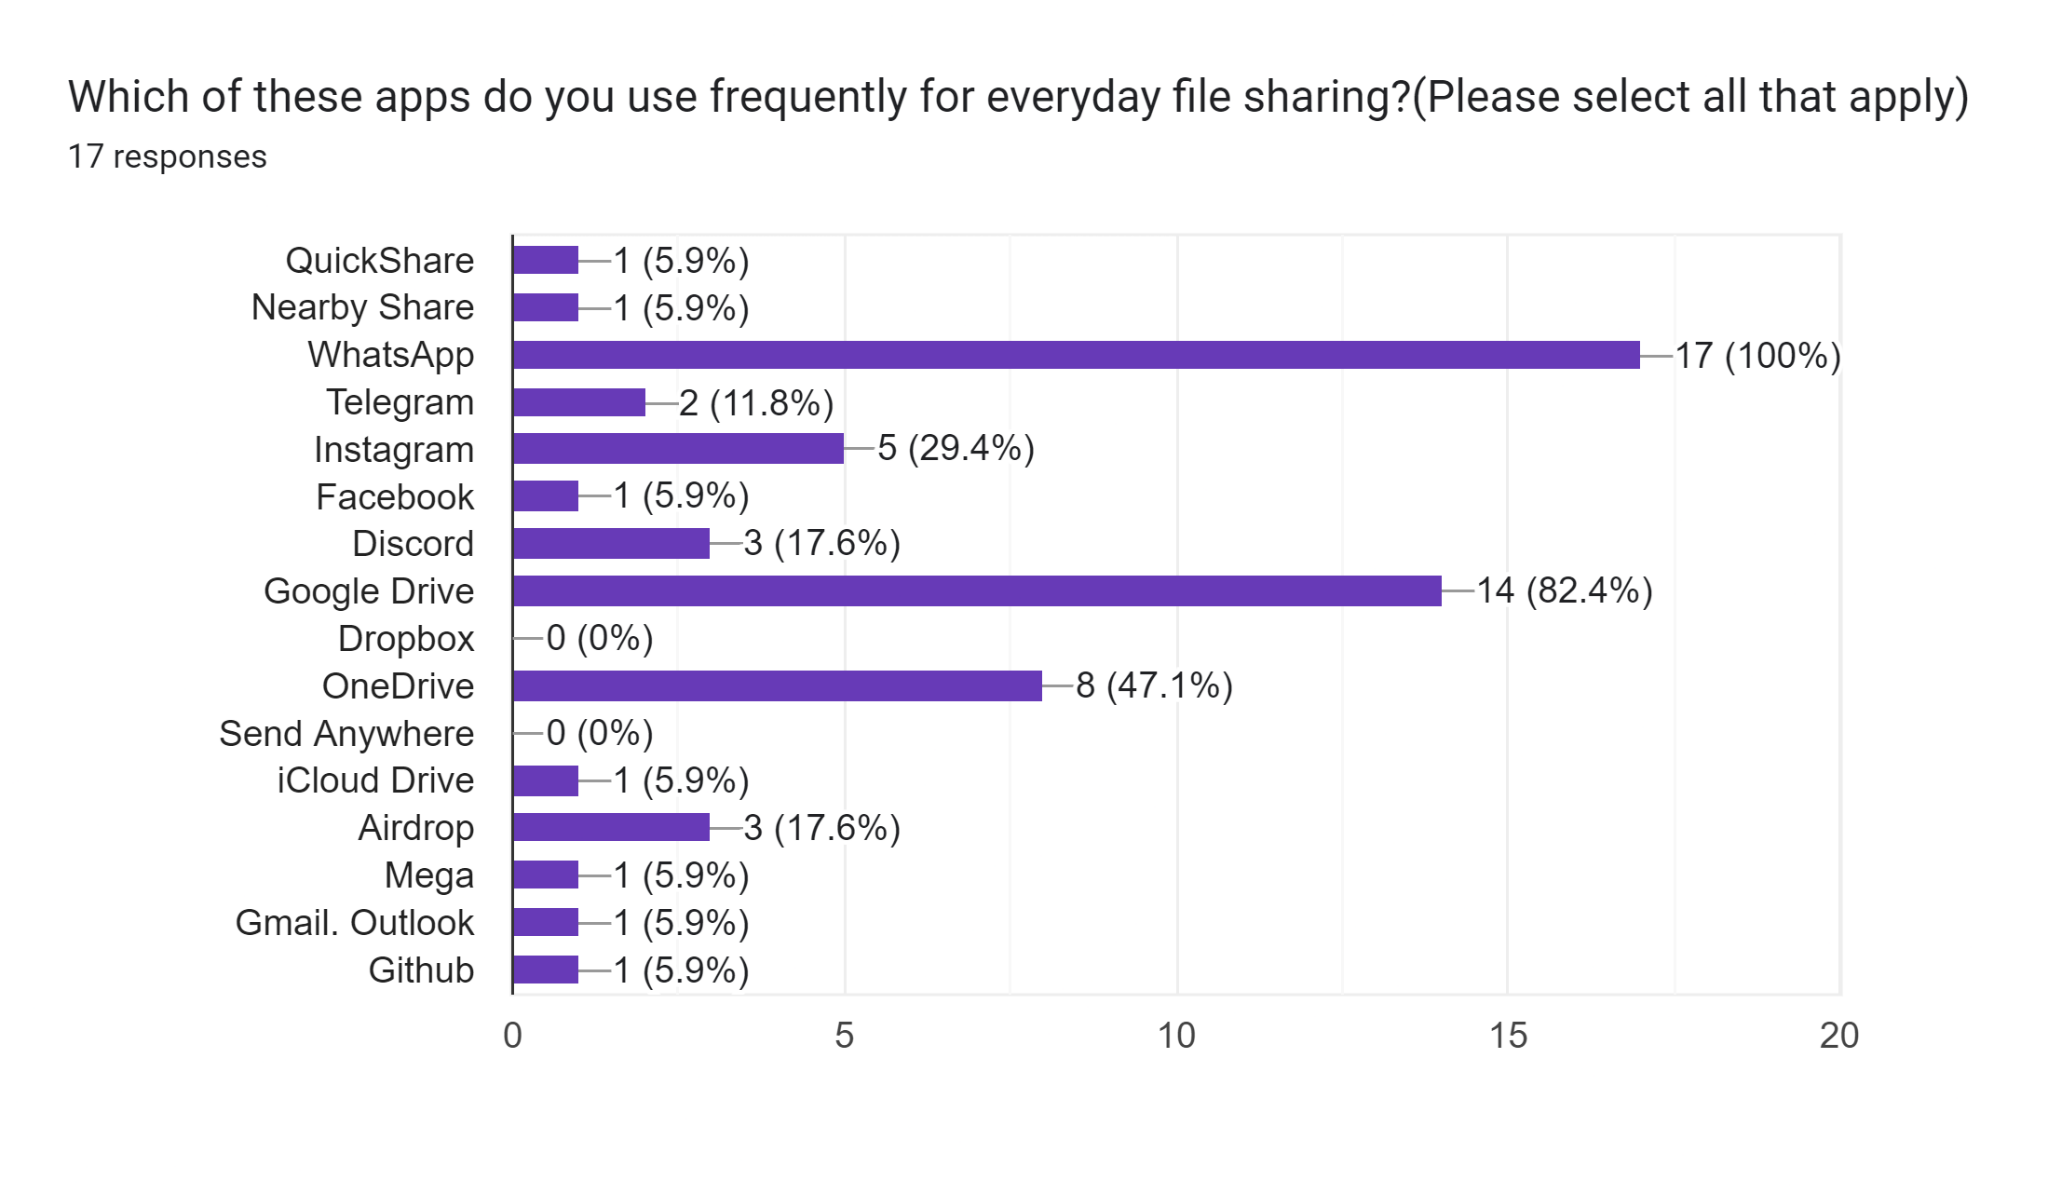 Which of these apps do you use frequently for everyday file sharing?(Please select all that apply)
17 responses
QuickShare 1 (5.9%)
Nearby Share 1 (5.9%)
WhatsApp 17 (100%)
Telegram 2 (11.8%)
Instagram 5 (29.4%)
Facebook 1 (5.9%)
Discord 3 (17.6%)
Google Drive 14 (82.4%)
Dropbox 0 (0%)
OneDrive 8 (47.1%)
Send Anywhere 0 (0%)
iCloud Drive 1 (5.9%)
Airdrop 3 (17.6%)
Mega 1 (5.9%)
Gmail. Outlook 1 (5.9%)
Github 1 (5.9%)
0 5 10 15 20